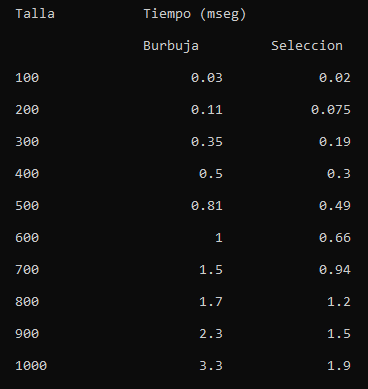 Talla Tiempo (mseg)
Burbuja Seleccion
100 0.03 0.02
200 0.11 0.075
300 0.35 0.19
400 0.5 0.3
500 0.81 0.49
600 1 0.66
700 1.5 0.94
800 1.7 1.2
900 2.3 1.5
1000 3.3 1.9